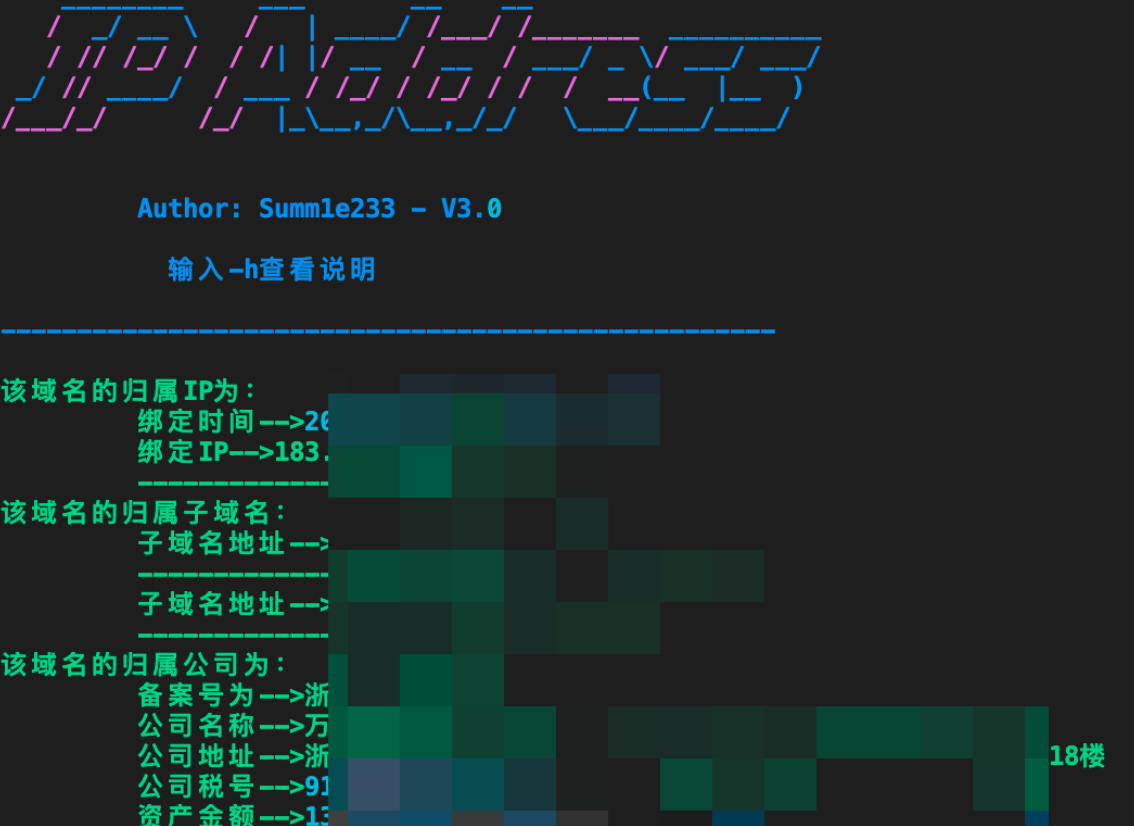 IP Address
Author: Summ1e233 - V3.0
输入-h查看说明
--------------------------------------------------
该域名的归属IP为:
绑定时间-->20
绑定IP-->183.
-------------
该域名的归属子域名:
子域名地址-->
-------------
子域名地址-->
-------------
该域名的归属公司为:
备案号为-->浙
公司名称-->万
公司地址-->浙 18楼
公司税号-->91
资产金额-->13